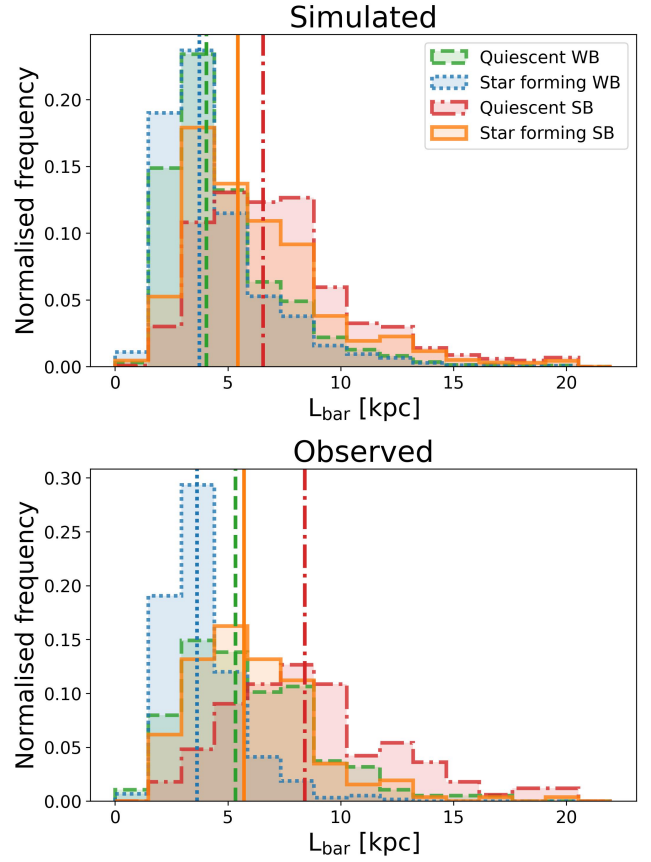 Simulated
Normalised frequency
0.20
0.15
0.10
0.05
0.00
Quiescent WB
Star forming WB
Quiescent SB
Star forming SB
0 5 10 15 20
L_bar [kpc]
Observed
Normalised frequency
0.30
0.25
0.20
0.15
0.10
0.05
0.00
0 5 10 15 20
L_bar [kpc]